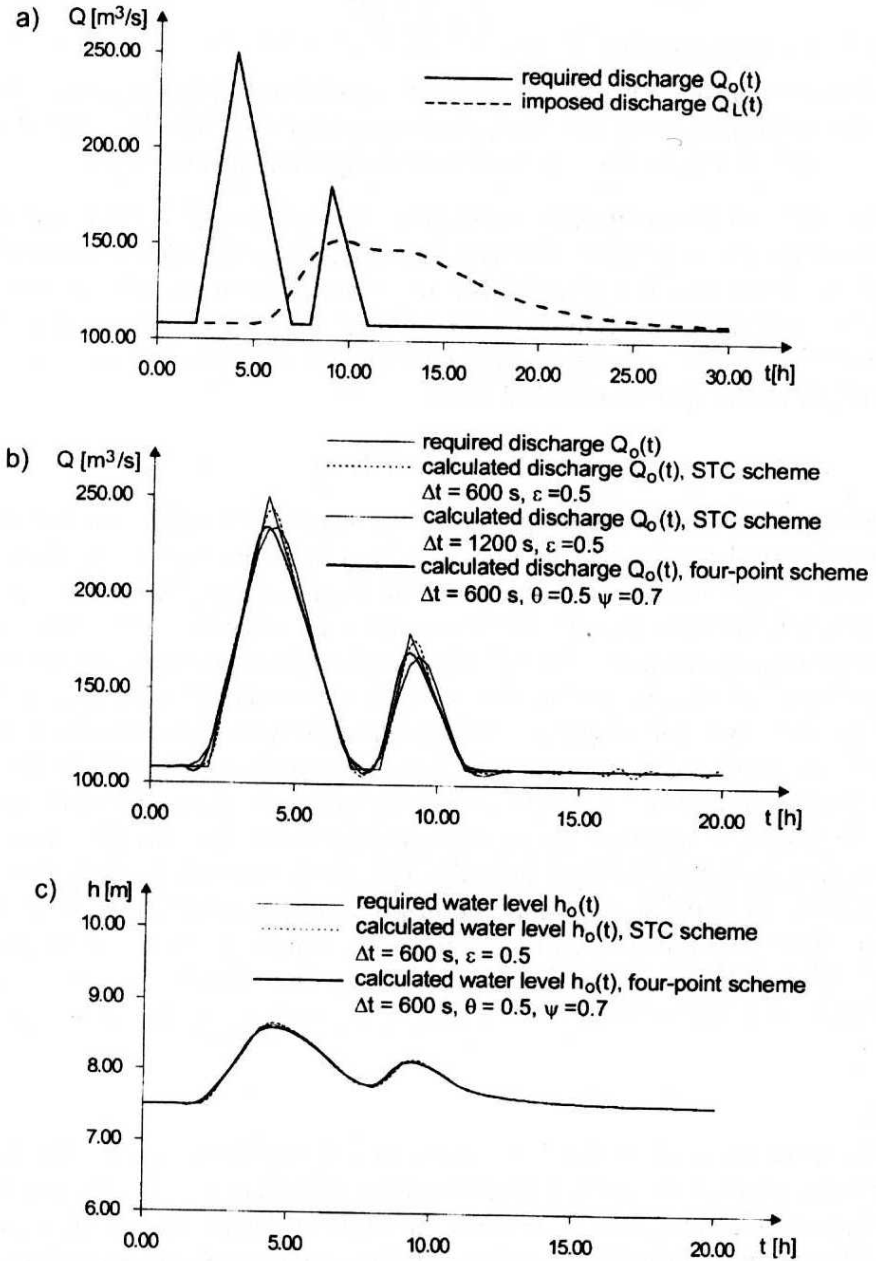 a)
Q [m³/s]
250.00
200.00
150.00
100.00
required discharge Qₒ(t)
imposed discharge Q_L(t)
0.00 5.00 10.00 15.00 20.00 25.00 30.00 t[h]
b)
Q [m³/s]
250.00
200.00
150.00
100.00
required discharge Qₒ(t)
calculated discharge Qₒ(t), STC scheme
Δt = 600 s, ε =0.5
calculated discharge Qₒ(t), STC scheme
Δt = 1200 s, ε =0.5
calculated discharge Qₒ(t), four-point scheme
Δt = 600 s, θ =0.5 ψ =0.7
0.00 5.00 10.00 15.00 20.00 t [h]
c)
h [m]
10.00
9.00
8.00
7.00
6.00
required water level hₒ(t)
calculated water level hₒ(t), STC scheme
Δt = 600 s, ε = 0.5
calculated water level hₒ(t), four-point scheme
Δt = 600 s, θ = 0.5, ψ =0.7
0.00 5.00 10.00 15.00 20.00 t [h]